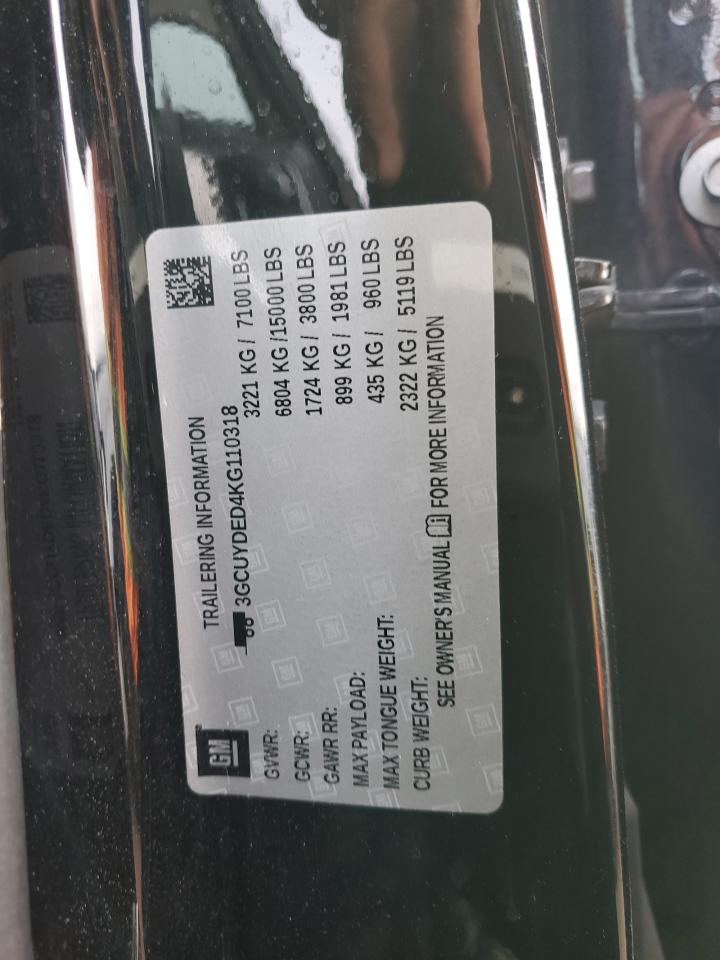 GM
TRAILERING INFORMATION
3GCUYDED4KG110318
GVWR: 3221 KG / 7100 LBS
GCWR: 6804 KG /15000 LBS
GAWR RR: 1724 KG / 3800 LBS
MAX PAYLOAD: 899 KG / 1981 LBS
MAX TONGUE WEIGHT: 435 KG / 960 LBS
CURB WEIGHT: 2322 KG / 5119 LBS
SEE OWNER'S MANUAL FOR MORE INFORMATION